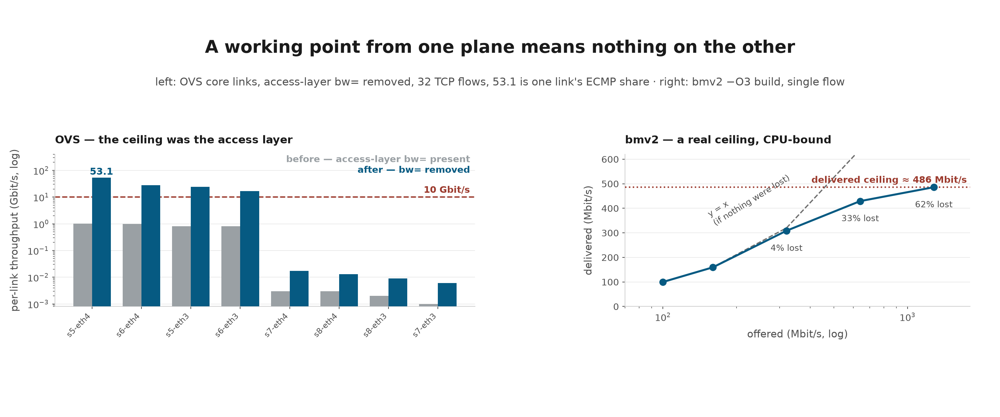 A working point from one plane means nothing on the other
left: OVS core links, access-layer bw= removed, 32 TCP flows, 53.1 is one link's ECMP share · right: bmv2 −O3 build, single flow
OVS — the ceiling was the access layer
per-link throughput (Gbit/s, log)
before — access-layer bw= present
after — bw= removed
10 Gbit/s
53.1
10²
10¹
10⁰
10⁻¹
10⁻²
10⁻³
s5-eth4
s6-eth4
s5-eth3
s6-eth3
s7-eth4
s8-eth4
s8-eth3
s7-eth3
bmv2 — a real ceiling, CPU-bound
delivered (Mbit/s)
600
500
400
300
200
100
0
y = x
(if nothing were lost)
delivered ceiling ≈ 486 Mbit/s
4% lost
33% lost
62% lost
10²
10³
offered (Mbit/s, log)